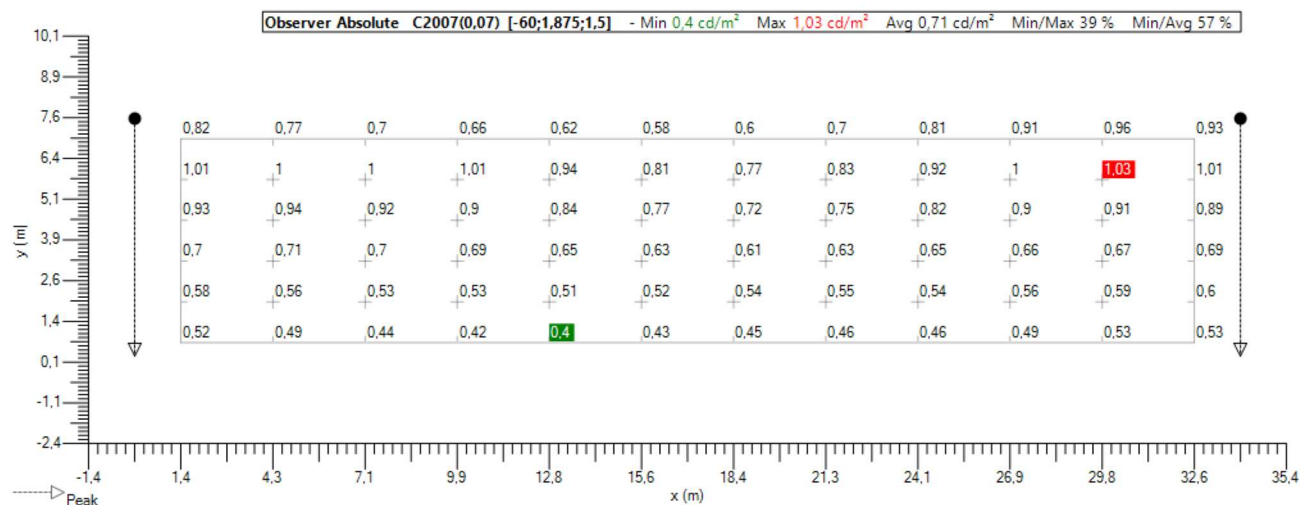 Observer Absolute C2007(0,07) [-60;1,875;1,5] - Min 0,4 cd/m² Max 1,03 cd/m² Avg 0,71 cd/m² Min/Max 39 % Min/Avg 57 %
10,1
8,9
7,6
0,82 0,77 0,7 0,66 0,62 0,58 0,6 0,7 0,81 0,91 0,96 0,93
6,4
1,01 1 1 1,01 0,94 0,81 0,77 0,83 0,92 1 1,03 1,01
5,1
0,93 0,94 0,92 0,9 0,84 0,77 0,72 0,75 0,82 0,9 0,91 0,89
y (m)
3,9
0,7 0,71 0,7 0,69 0,65 0,63 0,61 0,63 0,65 0,66 0,67 0,69
2,6
0,58 0,56 0,53 0,53 0,51 0,52 0,54 0,55 0,54 0,56 0,59 0,6
1,4
0,52 0,49 0,44 0,42 0,4 0,43 0,45 0,46 0,46 0,49 0,53 0,53
0,1
-1,1
-2,4
-1,4 1,4 4,3 7,1 9,9 12,8 15,6 18,4 21,3 24,1 26,9 29,8 32,6 35,4
x (m)
Peak